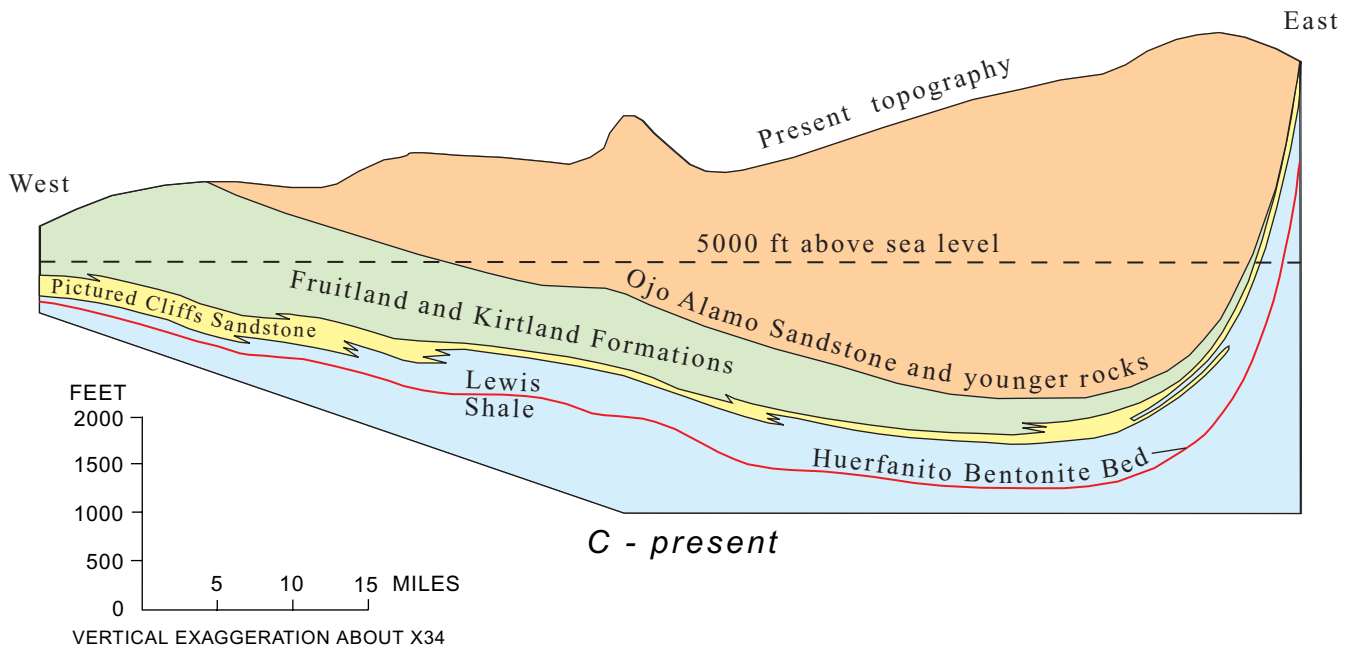 East
Present topography
West
5000 ft above sea level
Ojo Alamo Sandstone and younger rocks
Fruitland and Kirtland Formations
Pictured Cliffs Sandstone
Lewis
Shale
Huerfanito Bentonite Bed
FEET
2000
1500
1000
500
0
5 10 15 MILES
C - present
VERTICAL EXAGGERATION ABOUT X34